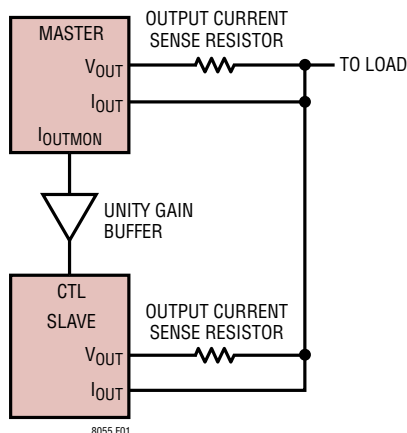 OUTPUT CURRENT
SENSE RESISTOR
MASTER
VOUT
TO LOAD
IOUT
IOUTMON
UNITY GAIN
BUFFER
CTL
SLAVE
OUTPUT CURRENT
SENSE RESISTOR
VOUT
IOUT
8055 F01